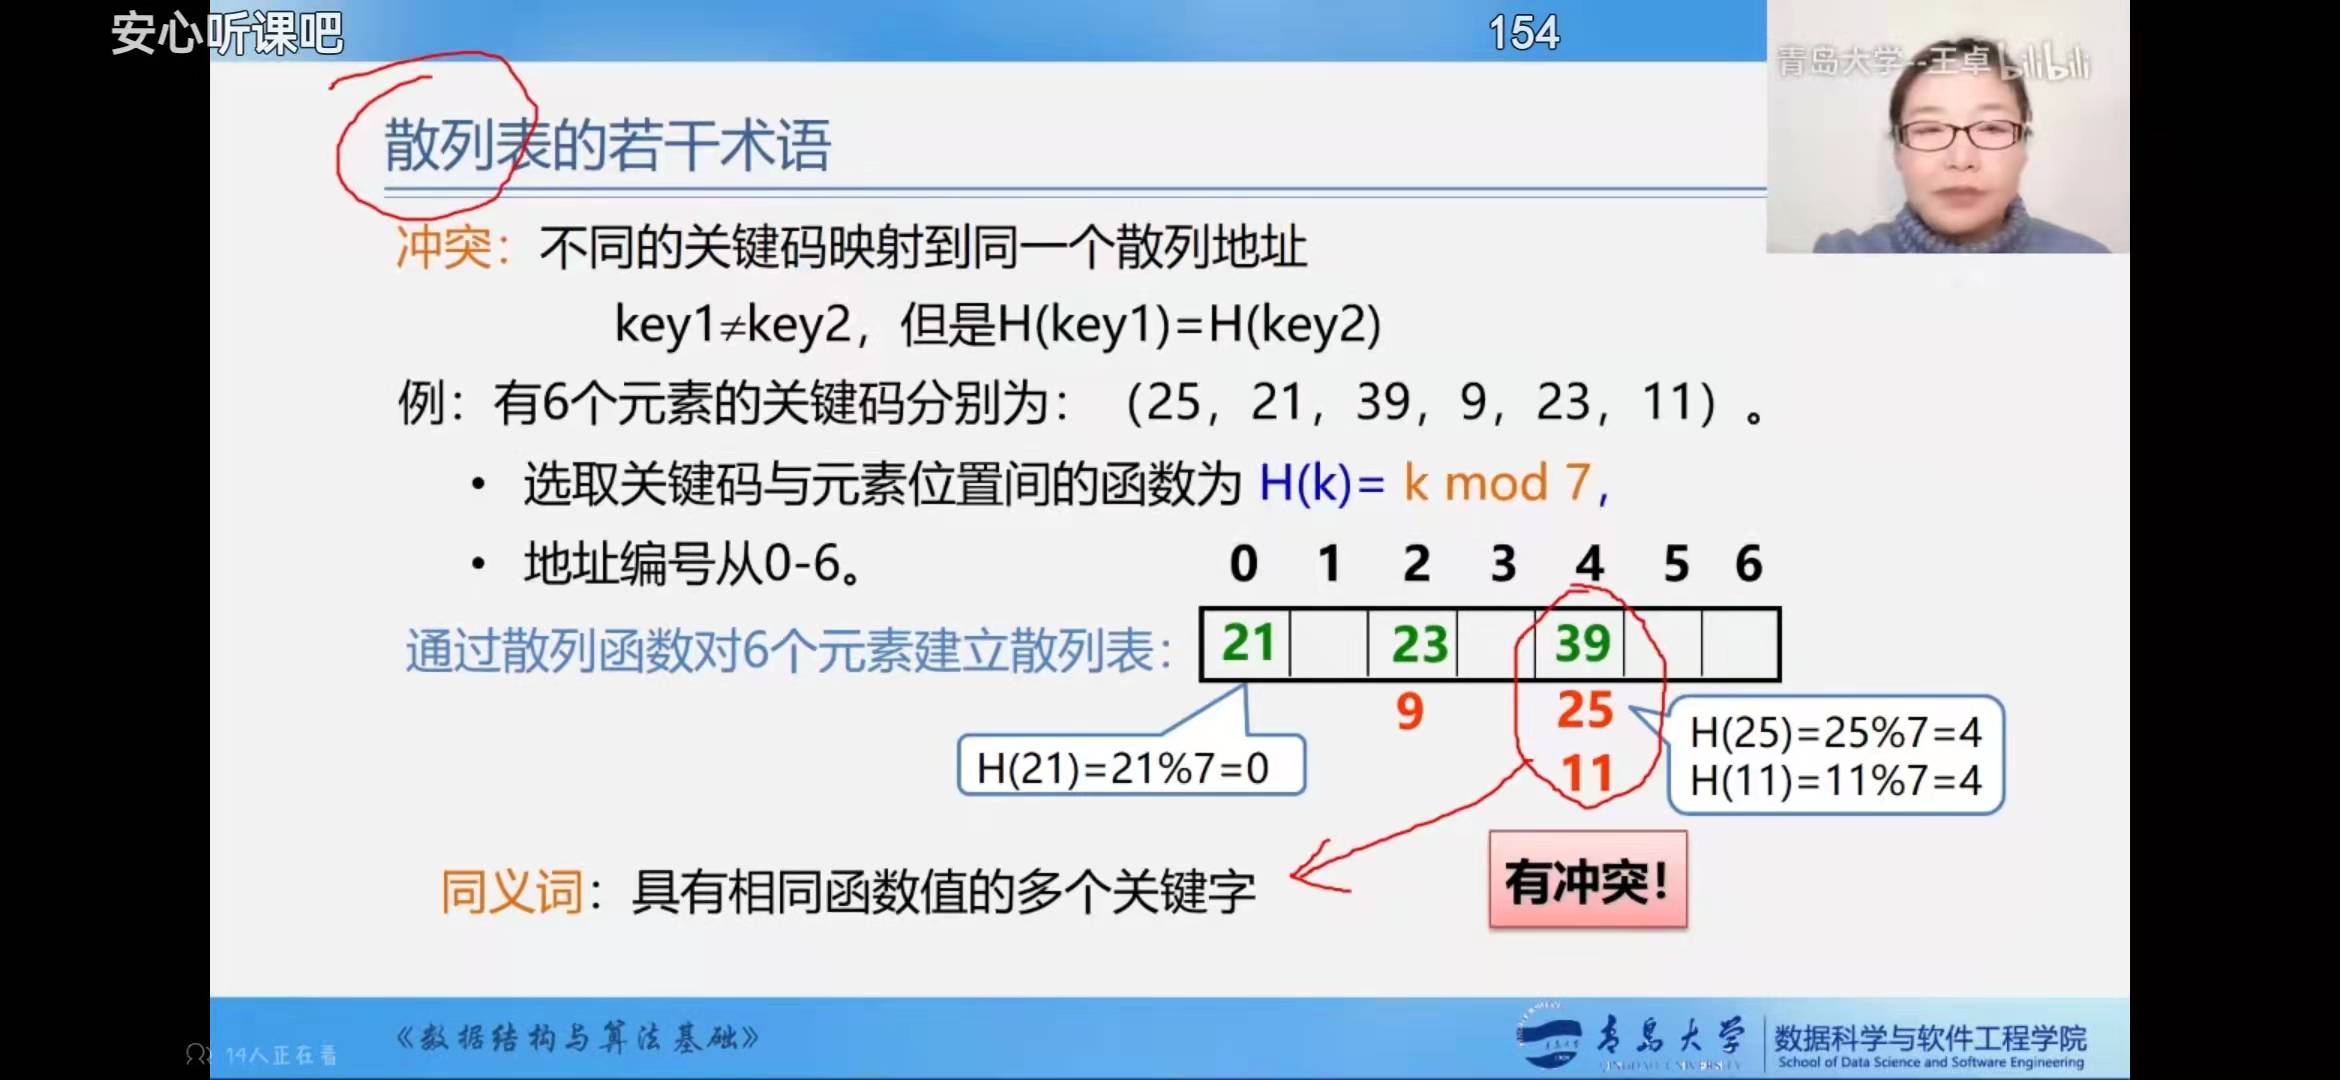 安心听课吧
154
青岛大学--王卓 bilibili
散列表的若干术语
冲突：不同的关键码映射到同一个散列地址
key1≠key2，但是H(key1)=H(key2)
例：有6个元素的关键码分别为：（25，21，39，9，23，11）。
• 选取关键码与元素位置间的函数为 H(k)= k mod 7，
• 地址编号从0-6。
0 1 2 3 4 5 6
通过散列函数对6个元素建立散列表：
21 23 39
9 25
11
H(21)=21%7=0
H(25)=25%7=4
H(11)=11%7=4
同义词：具有相同函数值的多个关键字
有冲突！
《数据结构与算法基础》
青岛大学
QINGDAO UNIVERSITY
数据科学与软件工程学院
School of Data Science and Software Engineering
14人正在看